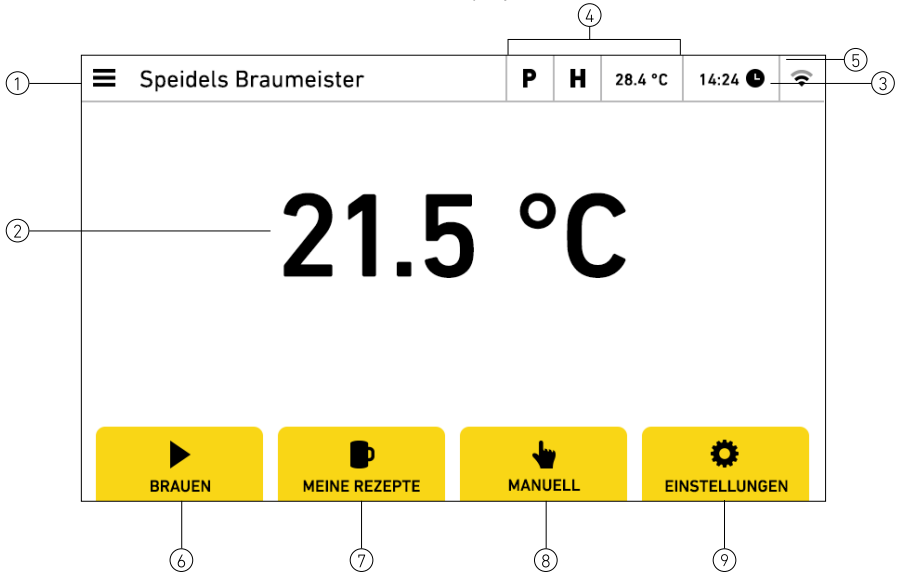 4
5
1
Speidels Braumeister
P
H
28.4 °C
14:24
3
2
21.5 °C
BRAUEN
MEINE REZEPTE
MANUELL
EINSTELLUNGEN
6
7
8
9